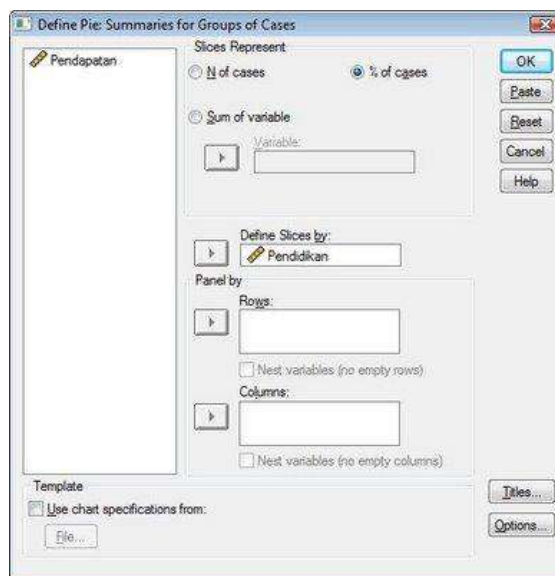 Define Pie: Summaries for Groups of Cases
Pendapatan
Slices Represent
N of cases
% of cases
Sum of variable
Variable:
Define Slices by:
Pendidikan
Panel by
Rows:
Nest variables (no empty rows)
Columns:
Nest variables (no empty columns)
Template
Use chart specifications from:
File...
OK
Paste
Reset
Cancel
Help
Titles...
Options...